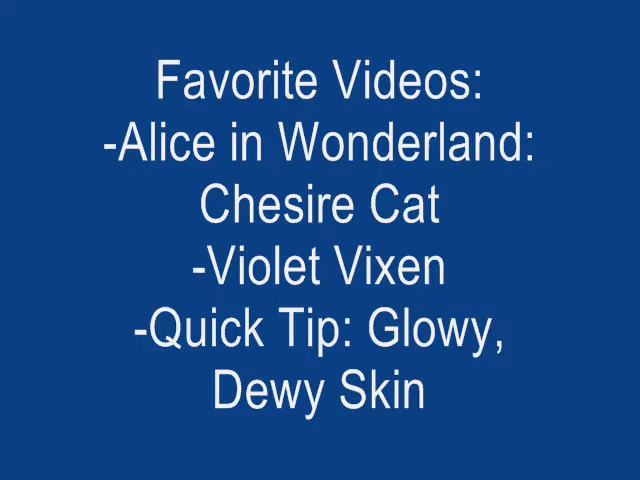 Favorite Videos:
-Alice in Wonderland:
Chesire Cat
-Violet Vixen
-Quick Tip: Glowy,
Dewy Skin